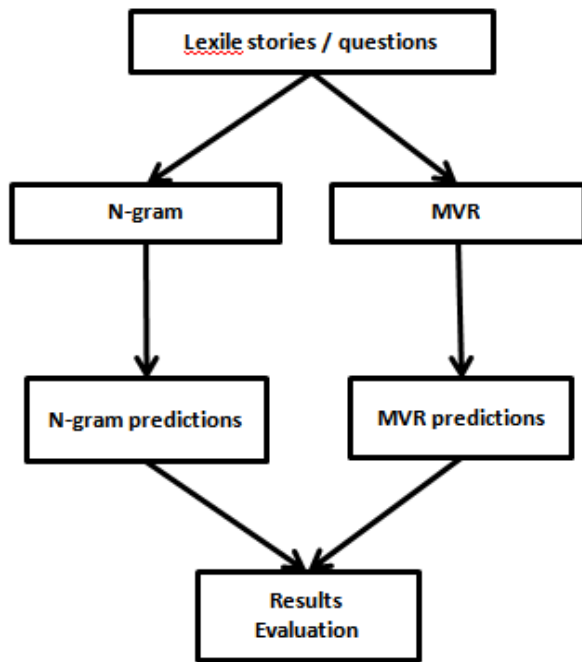 Lexile stories / questions
N-gram
MVR
N-gram predictions
MVR predictions
Results
Evaluation